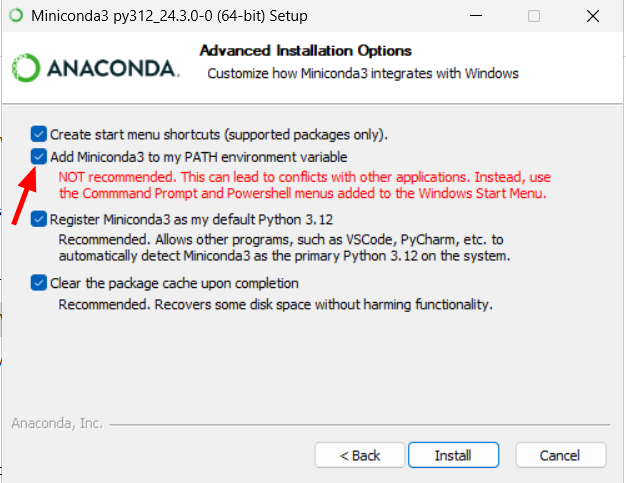 Miniconda3 py312_24.3.0-0 (64-bit) Setup
ANACONDA.
Advanced Installation Options
Customize how Miniconda3 integrates with Windows
Create start menu shortcuts (supported packages only).
Add Miniconda3 to my PATH environment variable
NOT recommended. This can lead to conflicts with other applications. Instead, use
the Commmand Prompt and Powershell menus added to the Windows Start Menu.
Register Miniconda3 as my default Python 3.12
Recommended. Allows other programs, such as VSCode, PyCharm, etc. to
automatically detect Miniconda3 as the primary Python 3.12 on the system.
Clear the package cache upon completion
Recommended. Recovers some disk space without harming functionality.
Anaconda, Inc.
< Back
Install
Cancel